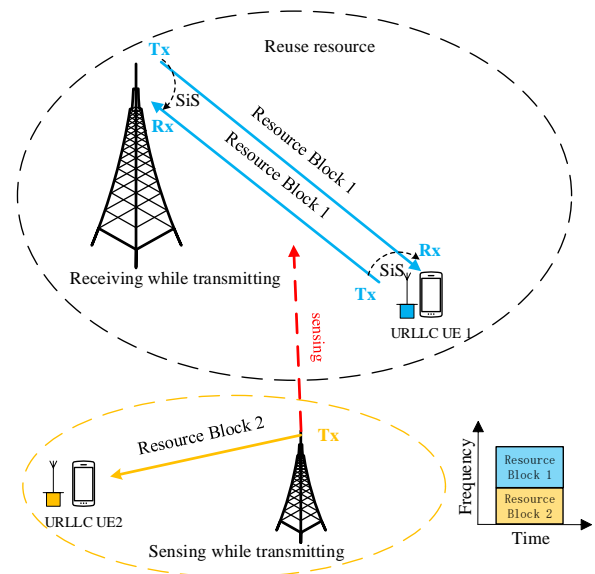 Tx
Reuse resource
SiS
Rx
Resource Block 1
Resource Block 1
Rx
SiS
Tx
Receiving while transmitting
URLLC UE 1
sensing
Resource Block 2
Tx
URLLC UE2
Sensing while transmitting
Frequency
Resource
Block 1
Resource
Block 2
Time